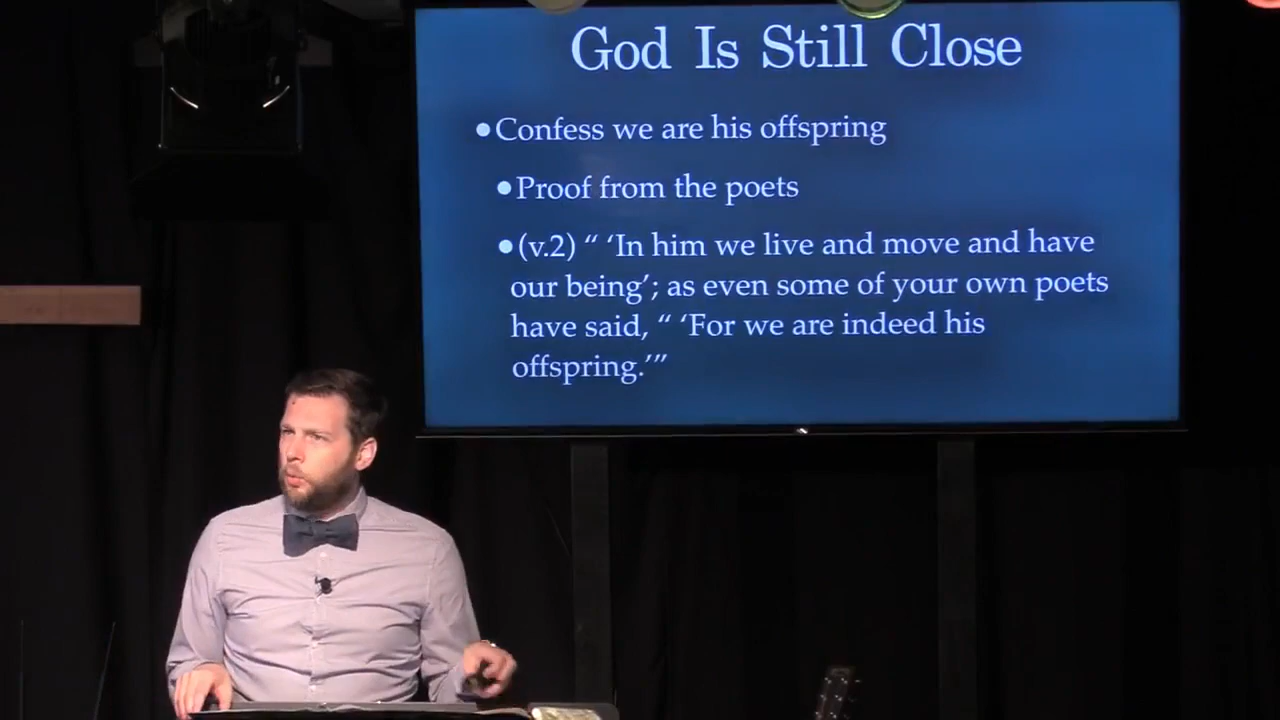 God Is Still Close
•Confess we are his offspring
•Proof from the poets
•(v.2) “ ‘In him we live and move and have
our being’; as even some of your own poets
have said, “ ‘For we are indeed his
offspring.’”